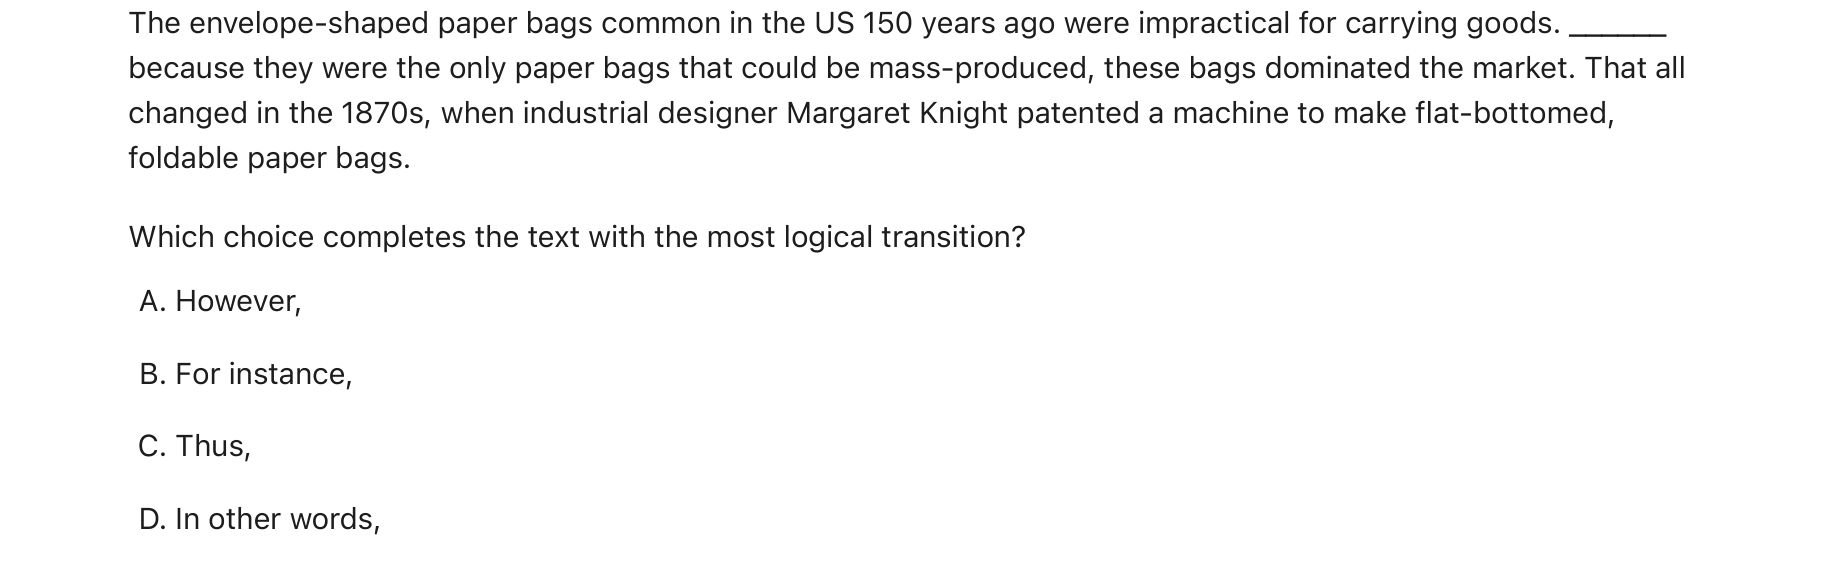 The envelope-shaped paper bags common in the US 150 years ago were impractical for carrying goods. ______
because they were the only paper bags that could be mass-produced, these bags dominated the market. That all
changed in the 1870s, when industrial designer Margaret Knight patented a machine to make flat-bottomed,
foldable paper bags.
Which choice completes the text with the most logical transition?
A. However,
B. For instance,
C. Thus,
D. In other words,